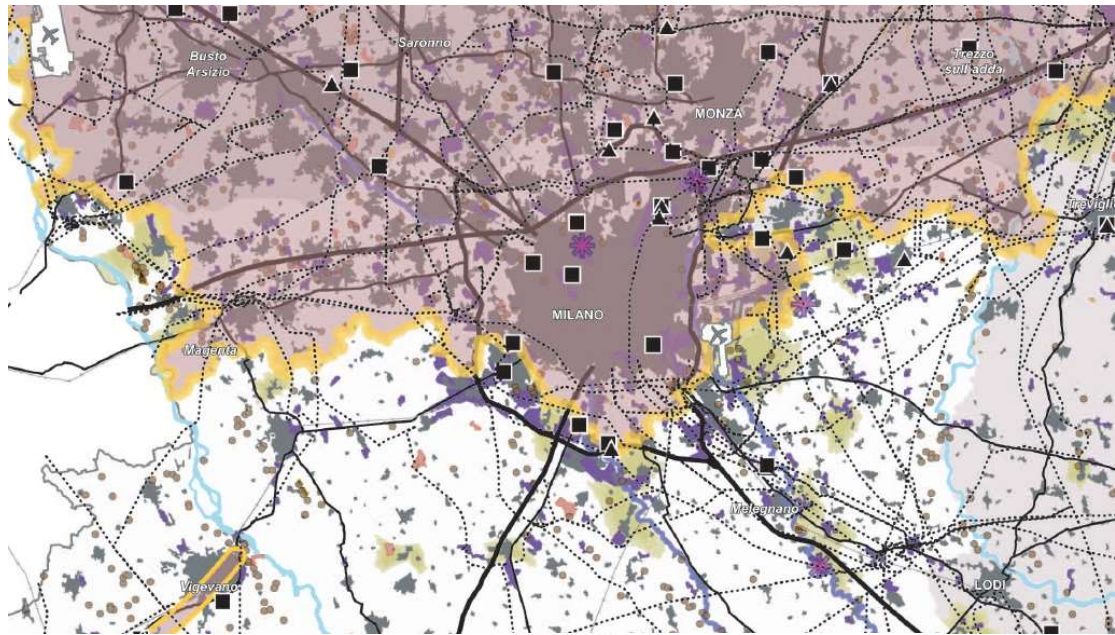 Saronno
Busto
Arsizio
Trezzo
sull'adda
MONZA
Treviglio
MILANO
Magenta
Melegnano
Vigevano
LODI